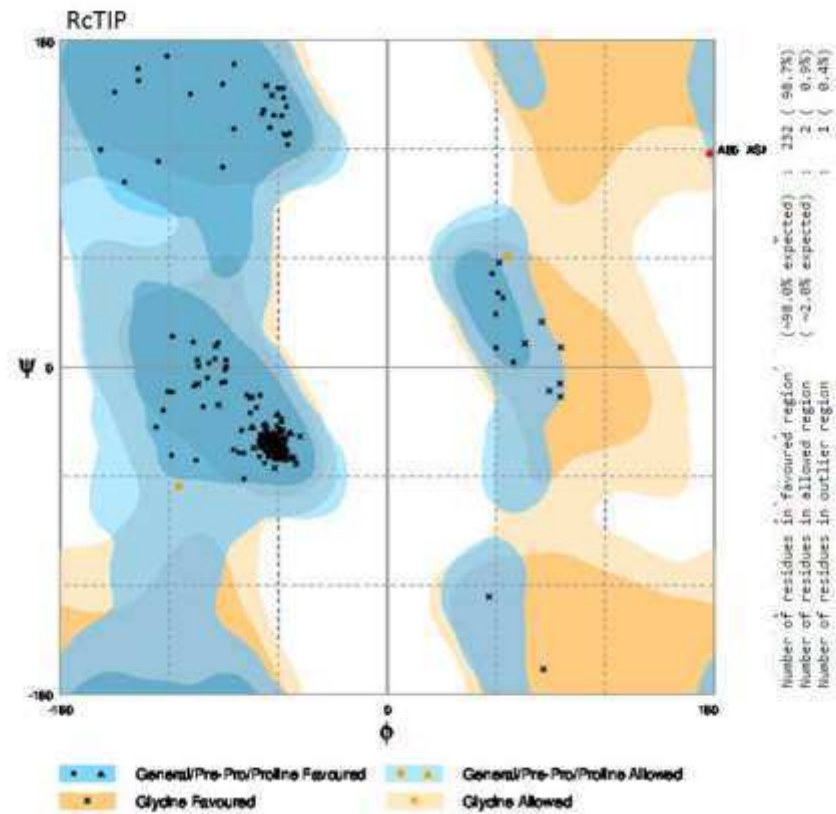 RcTIP
180
Ψ
0
-180
-180
0
180
ϕ
General/Pre-Pro/Proline Favoured
General/Pre-Pro/Proline Allowed
Glycine Favoured
Glycine Allowed
Number of residues in favoured region (~98.0% expected) : 232 ( 98.7%)
Number of residues in allowed region ( ~2.0% expected) : 2 ( 0.9%)
Number of residues in outlier region : 1 ( 0.4%)